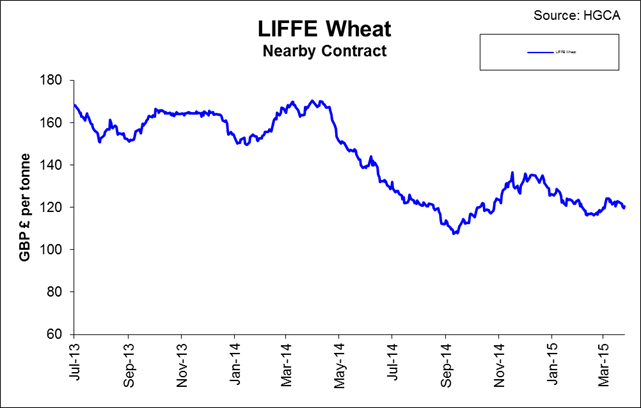 LIFFE Wheat
Nearby Contract
Source: HGCA
LIFFE Wheat
GBP £ per tonne
180
160
140
120
100
80
60
Jul-13
Sep-13
Nov-13
Jan-14
Mar-14
May-14
Jul-14
Sep-14
Nov-14
Jan-15
Mar-15